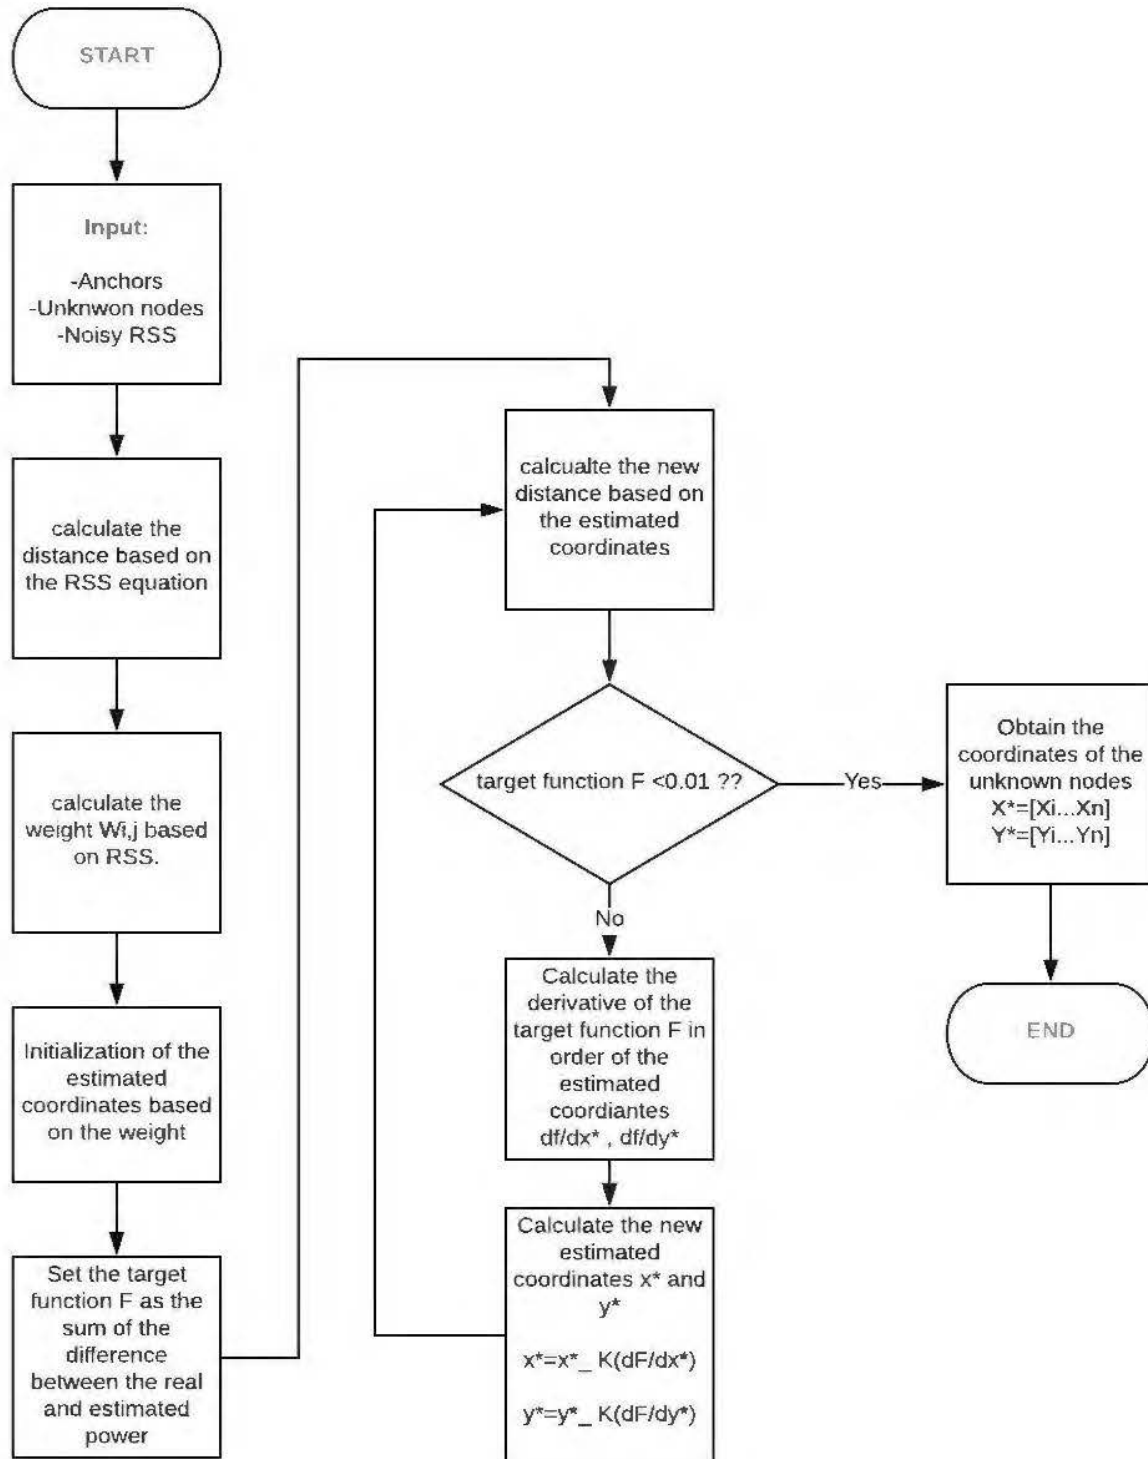 START
Input:
-Anchors
-Unknwon nodes
-Noisy RSS
calculate the
distance based on
the RSS equation
calculate the
weight Wi,j based
on RSS.
Initialization of the
estimated
coordinates based
on the weight
Set the target
function F as the
sum of the
difference
between the real
and estimated
power
calcualte the new
distance based on
the estimated
coordinates
target function F <0.01 ??
Yes
No
Calculate the
derivative of the
target function F in
order of the
estimated
coordiantes
df/dx* , df/dy*
Calculate the new
estimated
coordinates x* and
y*
x*=x*_ K(dF/dx*)
y*=y*_ K(dF/dy*)
Obtain the
coordinates of the
unknown nodes
X*=[Xi...Xn]
Y*=[Yi...Yn]
END